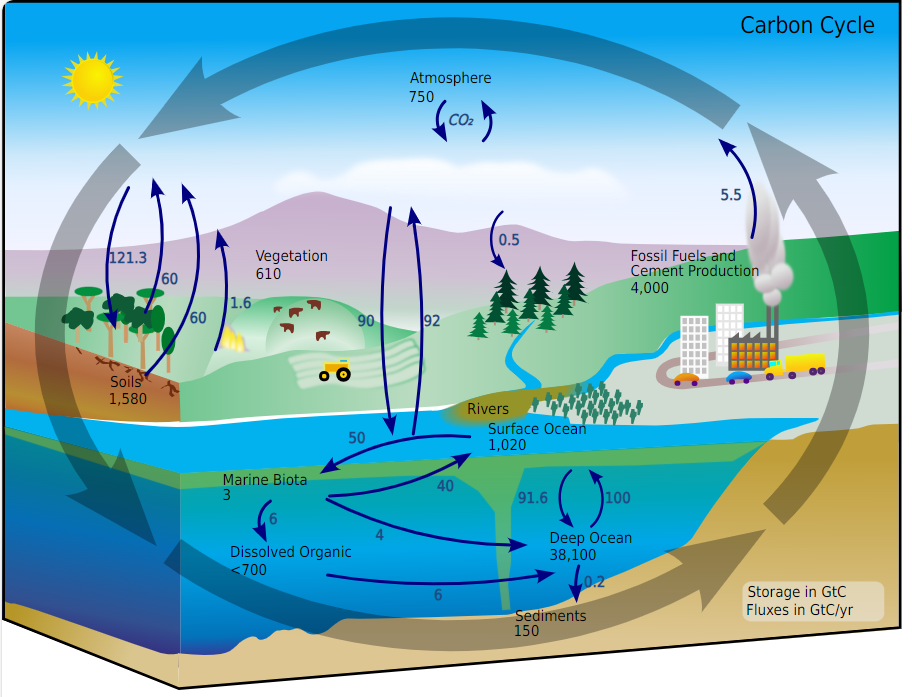 Carbon Cycle
Atmosphere
750
CO₂
5.5
121.3
60
60
1.6
Vegetation
610
0.5
Fossil Fuels and
Cement Production
4,000
90
92
Soils
1,580
Rivers
Surface Ocean
1,020
50
Marine Biota
3
40
91.6
100
6
4
Deep Ocean
38,100
Dissolved Organic
<700
6
0.2
Sediments
150
Storage in GtC
Fluxes in GtC/yr